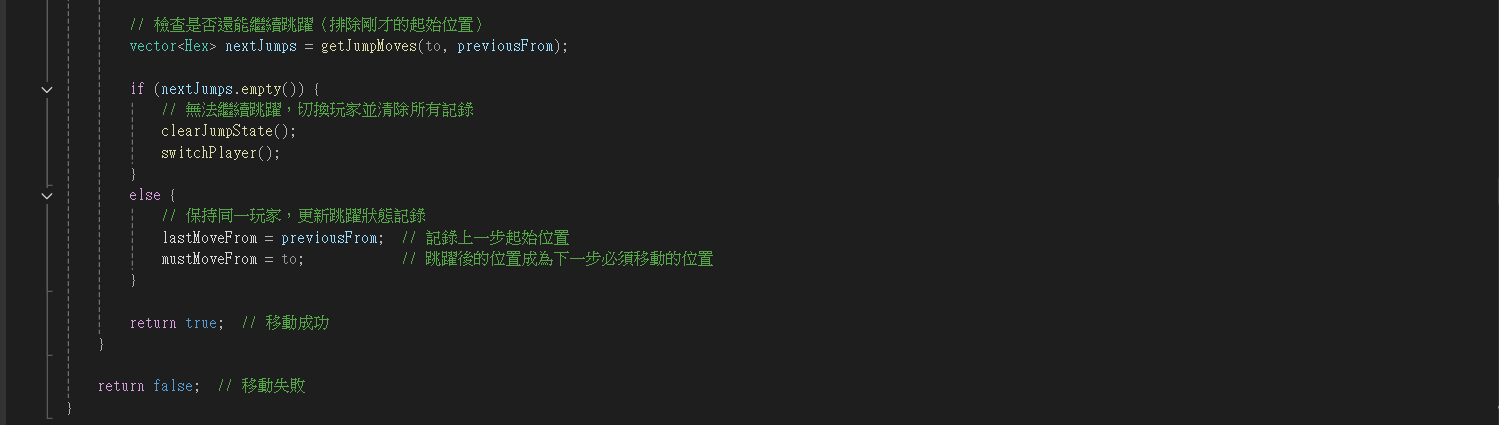 // 檢查是否還能繼續跳躍（排除剛才的起始位置）
vector<Hex> nextJumps = getJumpMoves(to, previousFrom);
if (nextJumps.empty()) {
// 無法繼續跳躍，切換玩家並清除所有記錄
clearJumpState();
switchPlayer();
}
else {
// 保持同一玩家，更新跳躍狀態記錄
lastMoveFrom = previousFrom;  // 記錄上一步起始位置
mustMoveFrom = to;            // 跳躍後的位置成為下一步必須移動的位置
}
return true;  // 移動成功
}
return false;  // 移動失敗
}